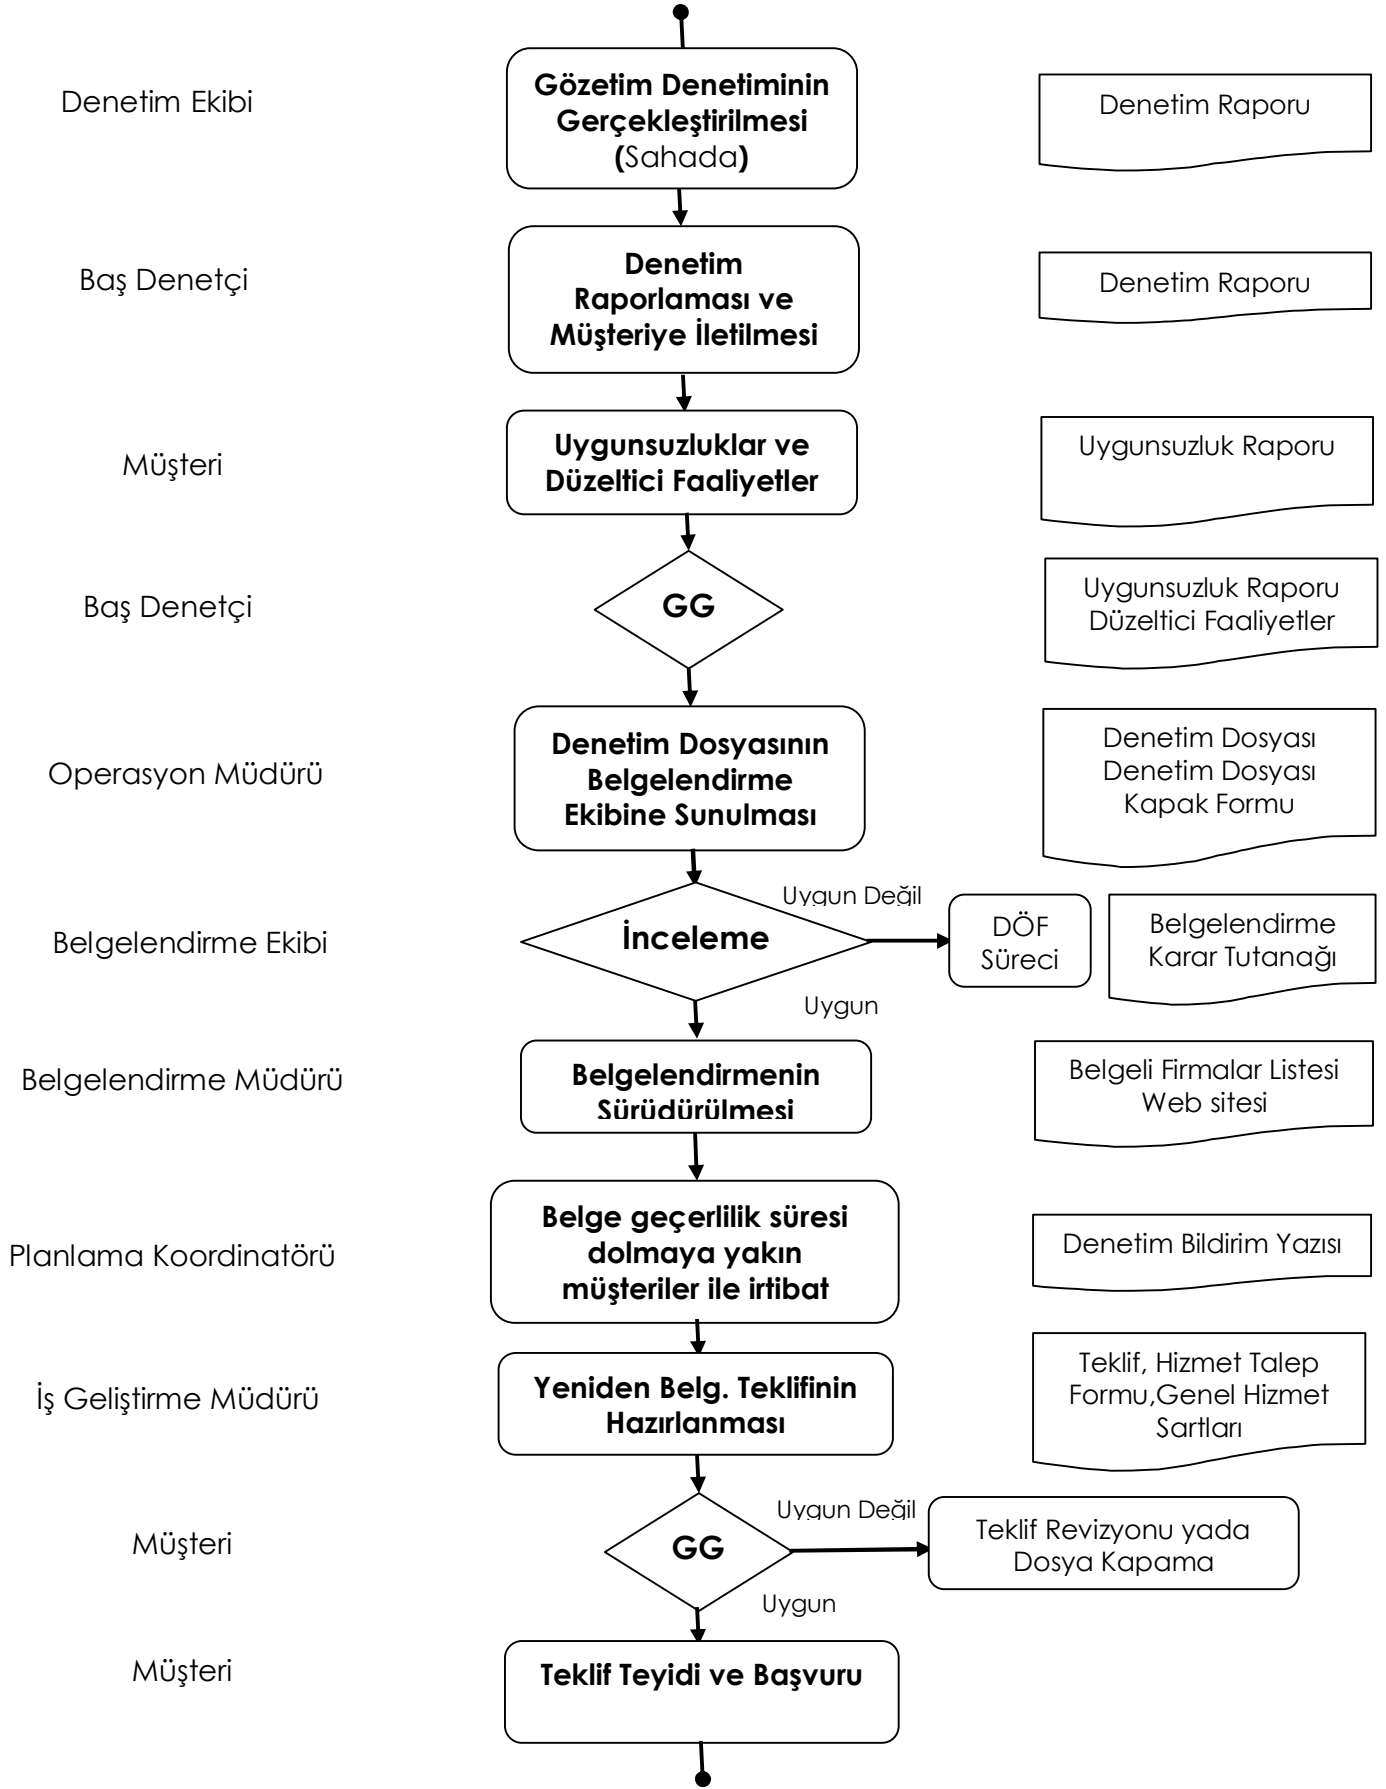 Denetim Ekibi
Gözetim Denetiminin
Gerçekleştirilmesi
(Sahada)
Denetim Raporu
Baş Denetçi
Denetim
Raporlaması ve
Müşteriye İletilmesi
Denetim Raporu
Müşteri
Uygunsuzluklar ve
Düzeltici Faaliyetler
Uygunsuzluk Raporu
Baş Denetçi
GG
Uygunsuzluk Raporu
Düzeltici Faaliyetler
Operasyon Müdürü
Denetim Dosyasının
Belgelendirme
Ekibine Sunulması
Denetim Dosyası
Denetim Dosyası
Kapak Formu
Belgelendirme Ekibi
İnceleme
Uygun Değil
DÖF
Süreci
Belgelendirme
Karar Tutanağı
Uygun
Belgelendirme Müdürü
Belgelendirmenin
Sürüdürülmesi
Belgeli Firmalar Listesi
Web sitesi
Planlama Koordinatörü
Belge geçerlilik süresi
dolmaya yakın
müşteriler ile irtibat
Denetim Bildirim Yazısı
İş Geliştirme Müdürü
Yeniden Belg. Teklifinin
Hazırlanması
Teklif, Hizmet Talep
Formu,Genel Hizmet
Sartları
Müşteri
GG
Uygun Değil
Teklif Revizyonu yada
Dosya Kapama
Uygun
Müşteri
Teklif Teyidi ve Başvuru